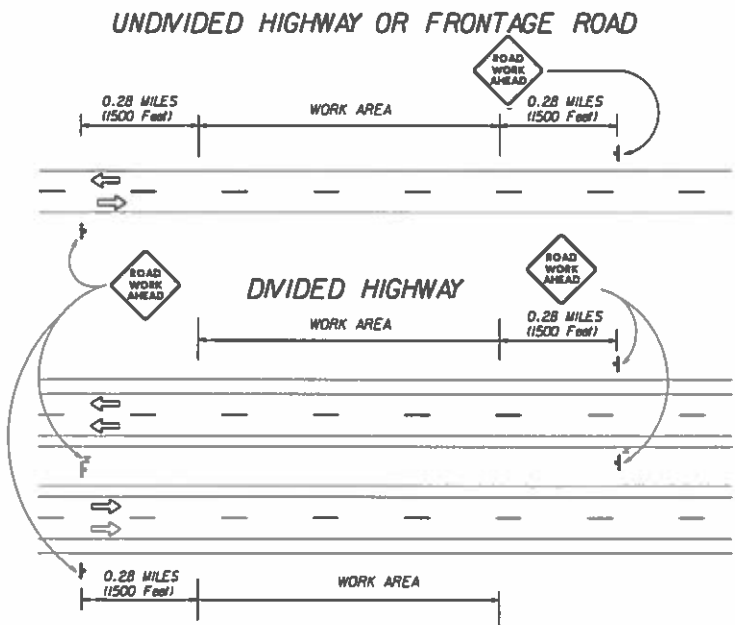 UNDIVIDED HIGHWAY OR FRONTAGE ROAD
ROAD
WORK
AHEAD
0.28 MILES
(1500 Feet)
WORK AREA
0.28 MILES
(1500 Feet)
ROAD
WORK
AHEAD
DIVIDED HIGHWAY
ROAD
WORK
AHEAD
WORK AREA
0.28 MILES
(1500 Feet)
0.28 MILES
(1500 Feet)
WORK AREA